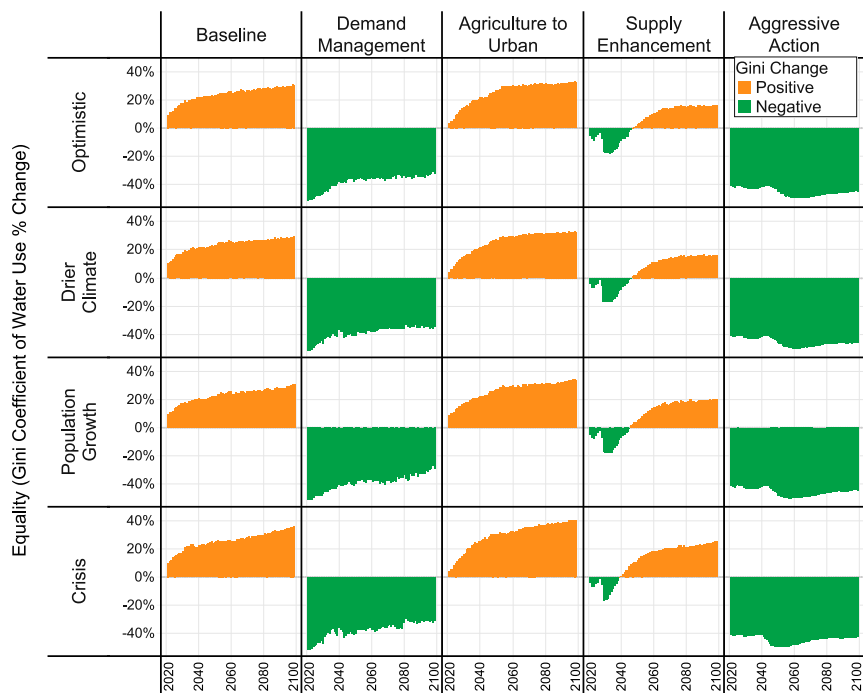 Baseline
Demand
Management
Agriculture to
Urban
Supply
Enhancement
Aggressive
Action
Gini Change
Positive
Negative
Equality (Gini Coefficient of Water Use % Change)
Optimistic
40%
20%
0%
-20%
-40%
Drier
Climate
40%
20%
0%
-20%
-40%
Population
Growth
40%
20%
0%
-20%
-40%
Crisis
40%
20%
0%
-20%
-40%
2020 2040 2060 2080 2100 2020 2040 2060 2080 2100 2020 2040 2060 2080 2100 2020 2040 2060 2080 2100 2020 2040 2060 2080 2100